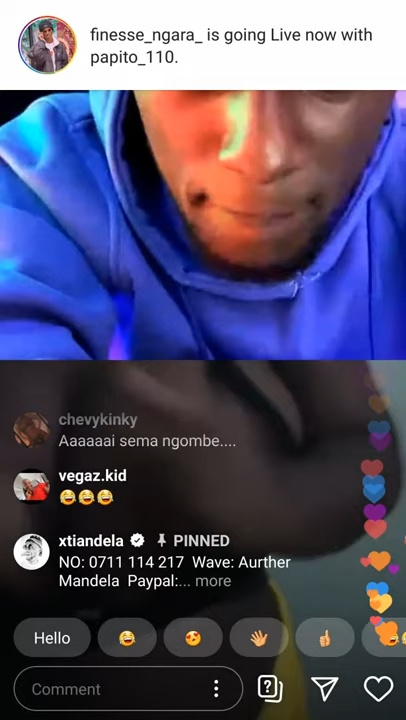 finesse_ngara_ is going Live now with
papito_110.
chevykinky
Aaaaaai sema ngombe....
vegaz.kid
😂😂😂
xtiandela PINNED
NO: 0711 114 217 Wave: Aurther
Mandela Paypal:... more
Hello
Comment